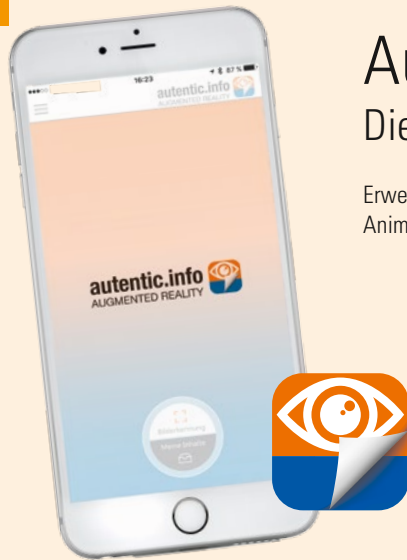 16:23
87 %
autentic.info
AUGMENTED REALITY
autentic.info
AUGMENTED REALITY
Bilderkennung
Meine Inhalte
Au
Die
Erwe
Anim